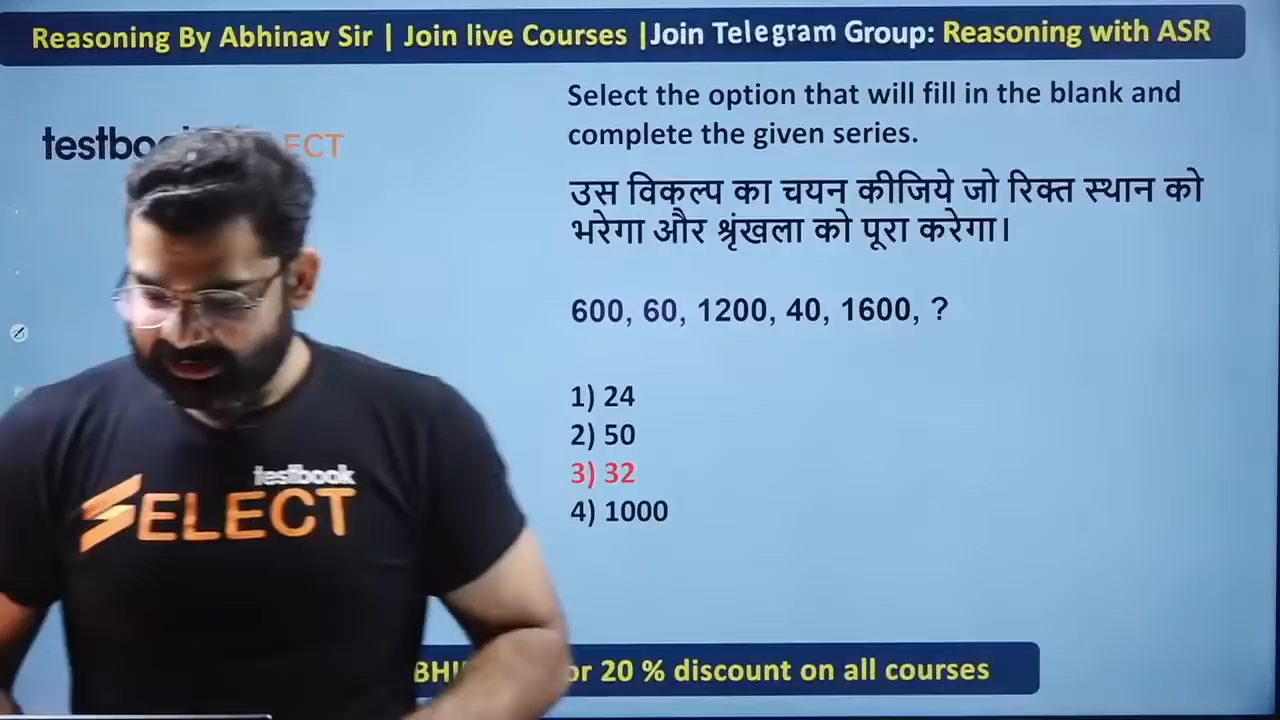 Reasoning By Abhinav Sir | Join live Courses |Join Telegram Group: Reasoning with ASR
Select the option that will fill in the blank and
complete the given series.
उस विकल्प का चयन कीजिये जो रिक्त स्थान को
भरेगा और श्रृंखला को पूरा करेगा।
600, 60, 1200, 40, 1600, ?
1) 24
2) 50
3) 32
4) 1000
testbook
SELECT
20 % discount on all courses